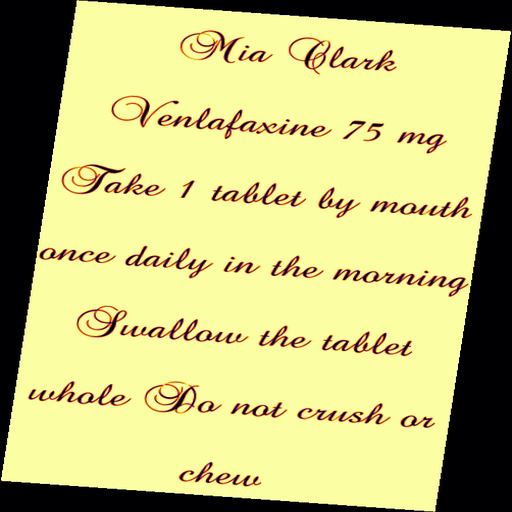 Mia Clark
Venlafaxine 75 mg
Take 1 tablet by mouth
once daily in the morning
Swallow the tablet
whole Do not crush or
chew